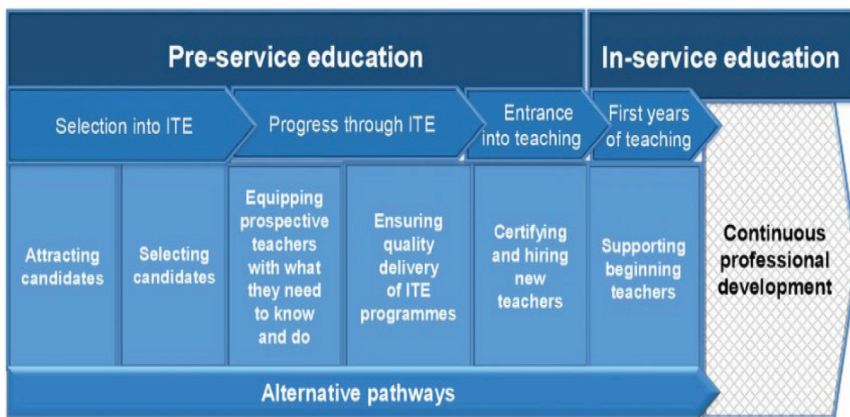 Pre-service education
In-service education
Selection into ITE
Progress through ITE
Entrance
into teaching
First years
of teaching
Attracting
candidates
Selecting
candidates
Equipping
prospective
teachers
with what
they need
to know
and do
Ensuring
quality
delivery
of ITE
programmes
Certifying
and hiring
new
teachers
Supporting
beginning
teachers
Continuous
professional
development
Alternative pathways